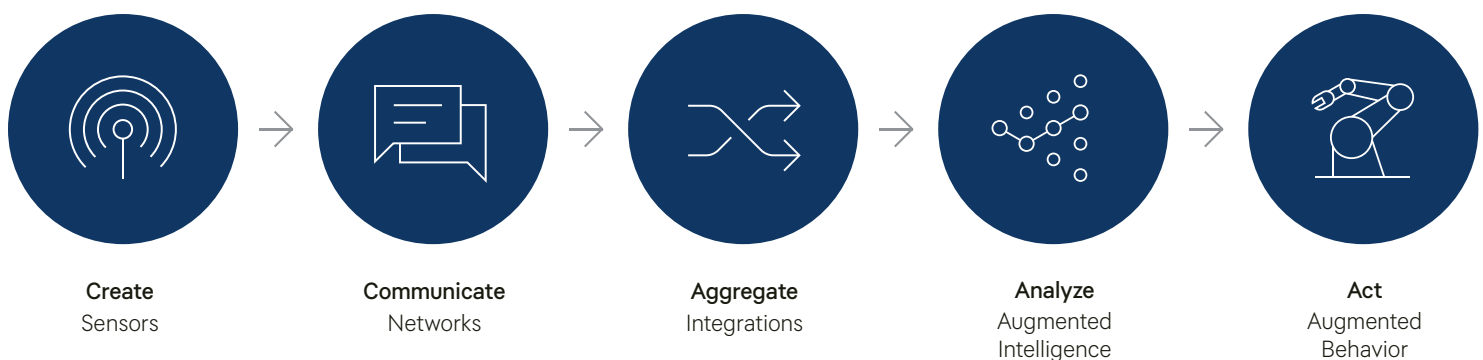 Create
Sensors
Communicate
Networks
Aggregate
Integrations
Analyze
Augmented
Intelligence
Act
Augmented
Behavior